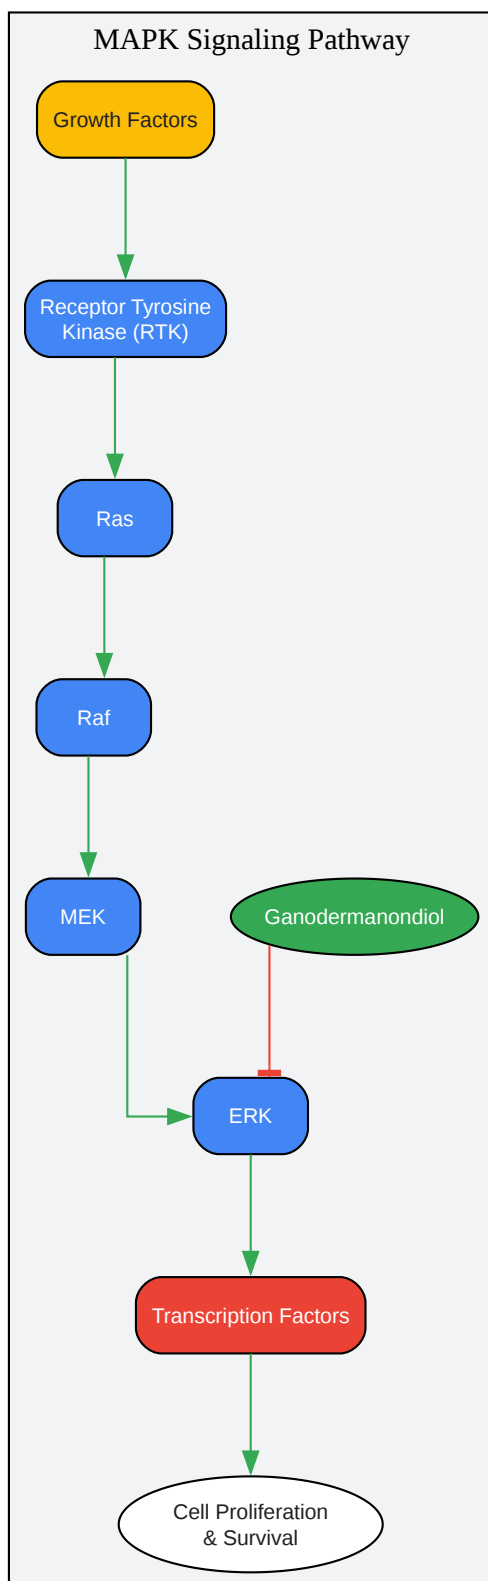 MAPK Signaling Pathway
Growth Factors
Receptor Tyrosine
Kinase (RTK)
Ras
Raf
MEK
Ganodermanondiol
ERK
Transcription Factors
Cell Proliferation
& Survival